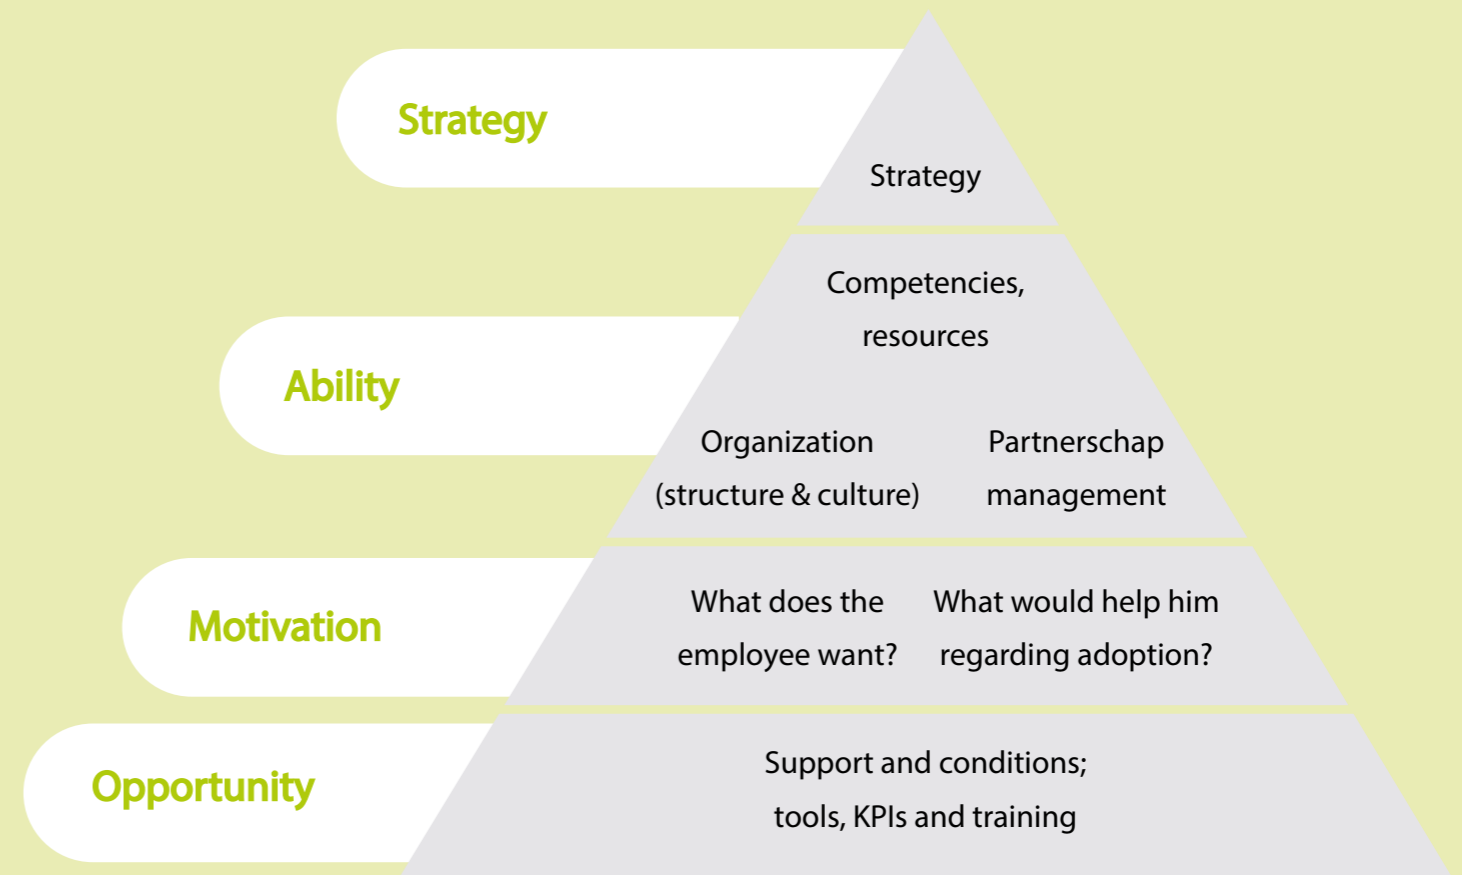 Strategy
Strategy
Competencies,
resources
Ability
Organization
(structure & culture)
Partnerschap
management
Motivation
What does the
employee want?
What would help him
regarding adoption?
Opportunity
Support and conditions;
tools, KPIs and training